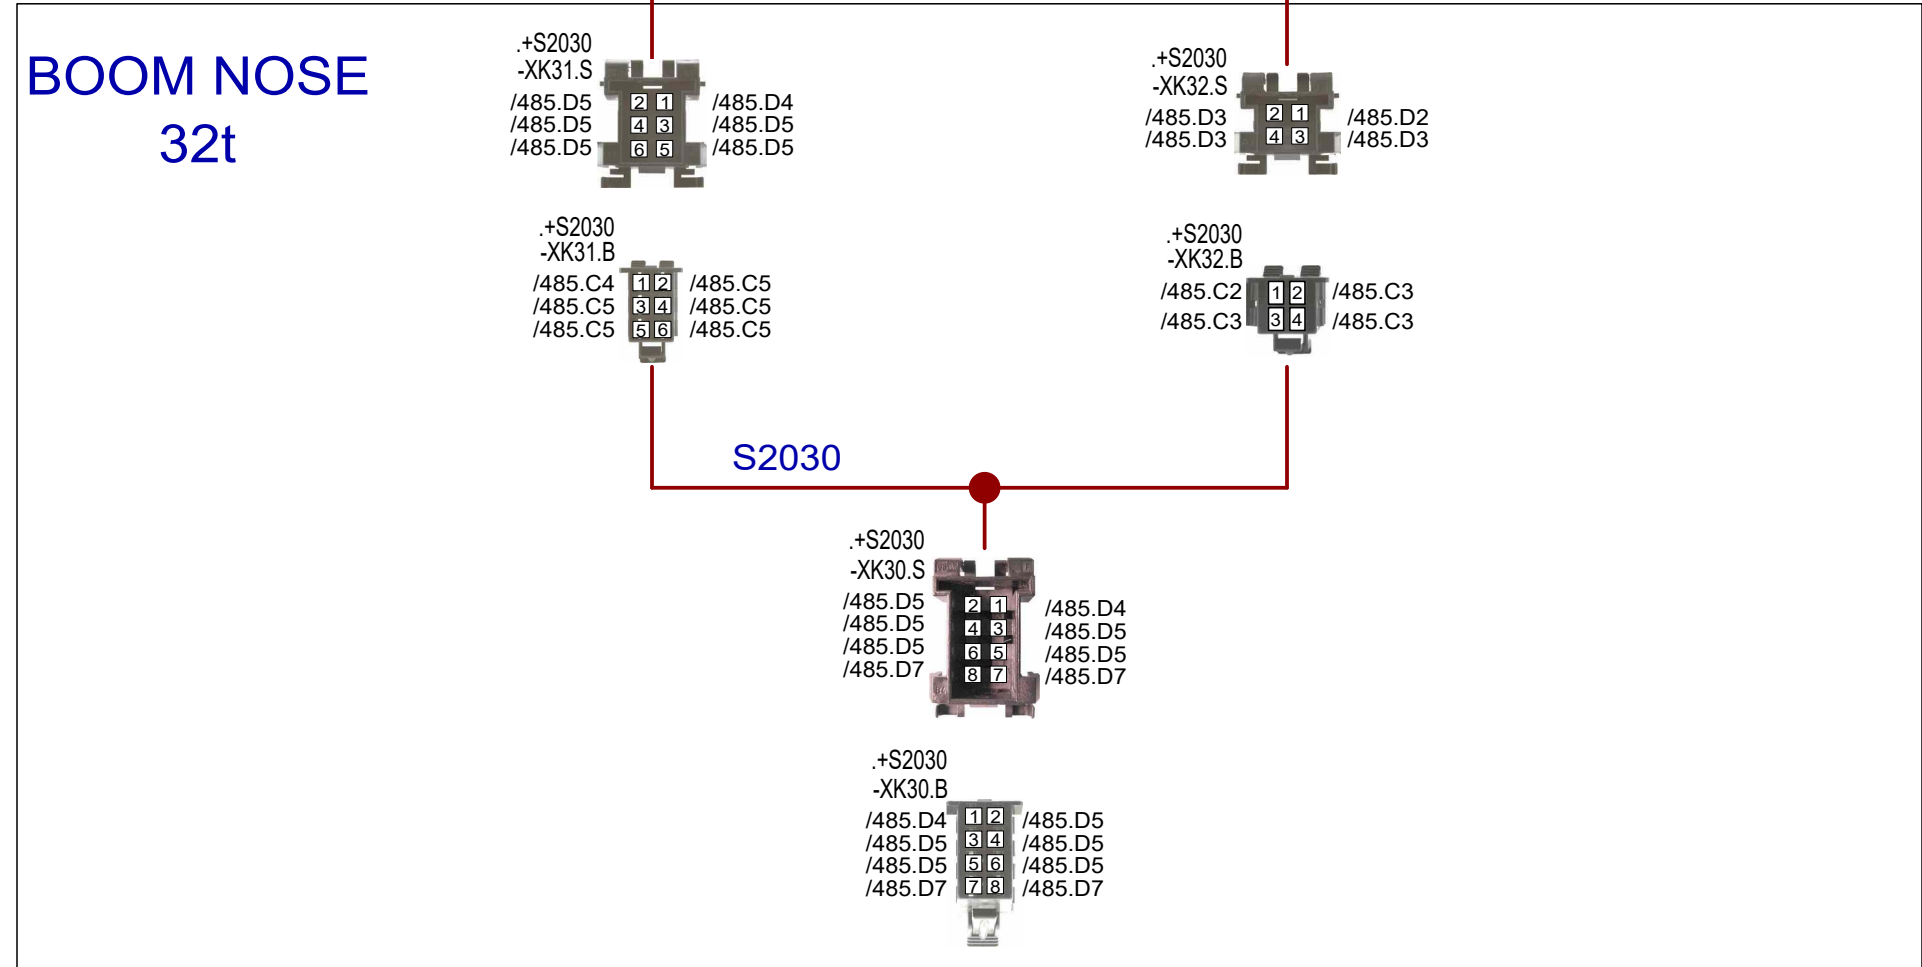 BOOM NOSE
32t
.+S2030
-XK31.S
/485.D5 2 1 /485.D4
/485.D5 4 3 /485.D5
/485.D5 6 5 /485.D5
.+S2030
-XK32.S
/485.D3 2 1 /485.D2
/485.D3 4 3 /485.D3
.+S2030
-XK31.B
/485.C4 1 2 /485.C5
/485.C5 3 4 /485.C5
/485.C5 5 6 /485.C5
.+S2030
-XK32.B
/485.C2 1 2 /485.C3
/485.C3 3 4 /485.C3
S2030
.+S2030
-XK30.S
/485.D5 2 1 /485.D4
/485.D5 4 3 /485.D5
/485.D5 6 5 /485.D5
/485.D7 8 7 /485.D7
.+S2030
-XK30.B
/485.D4 1 2 /485.D5
/485.D5 3 4 /485.D5
/485.D5 5 6 /485.D5
/485.D7 7 8 /485.D7